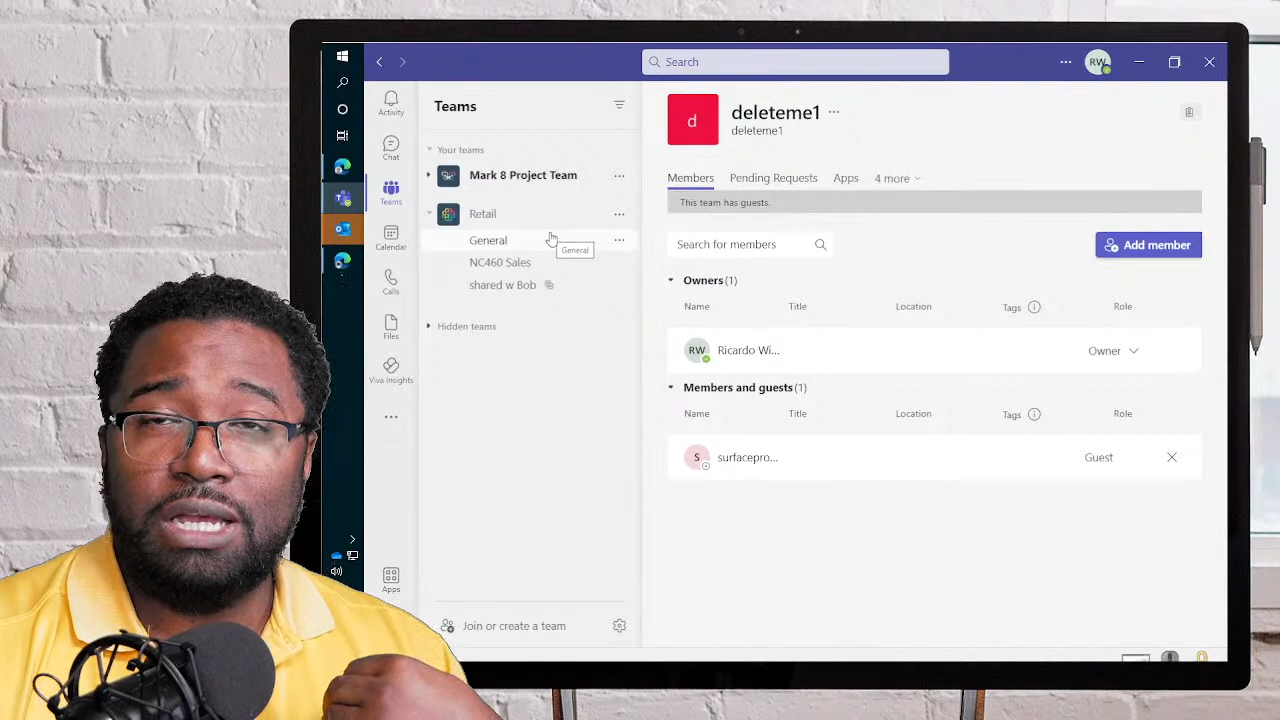 Search
RW
Activity
Chat
Teams
Calendar
Calls
Files
Viva Insights
Apps
Teams
Your teams
Mark 8 Project Team
Retail
General
General
NC460 Sales
shared w Bob
Hidden teams
Join or create a team
d
deleteme1
deleteme1
Members Pending Requests Apps 4 more
This team has guests.
Search for members
Add member
Owners (1)
Name Title Location Tags Role
RW Ricardo Wi... Owner
Members and guests (1)
Name Title Location Tags Role
S surfacepro... Guest